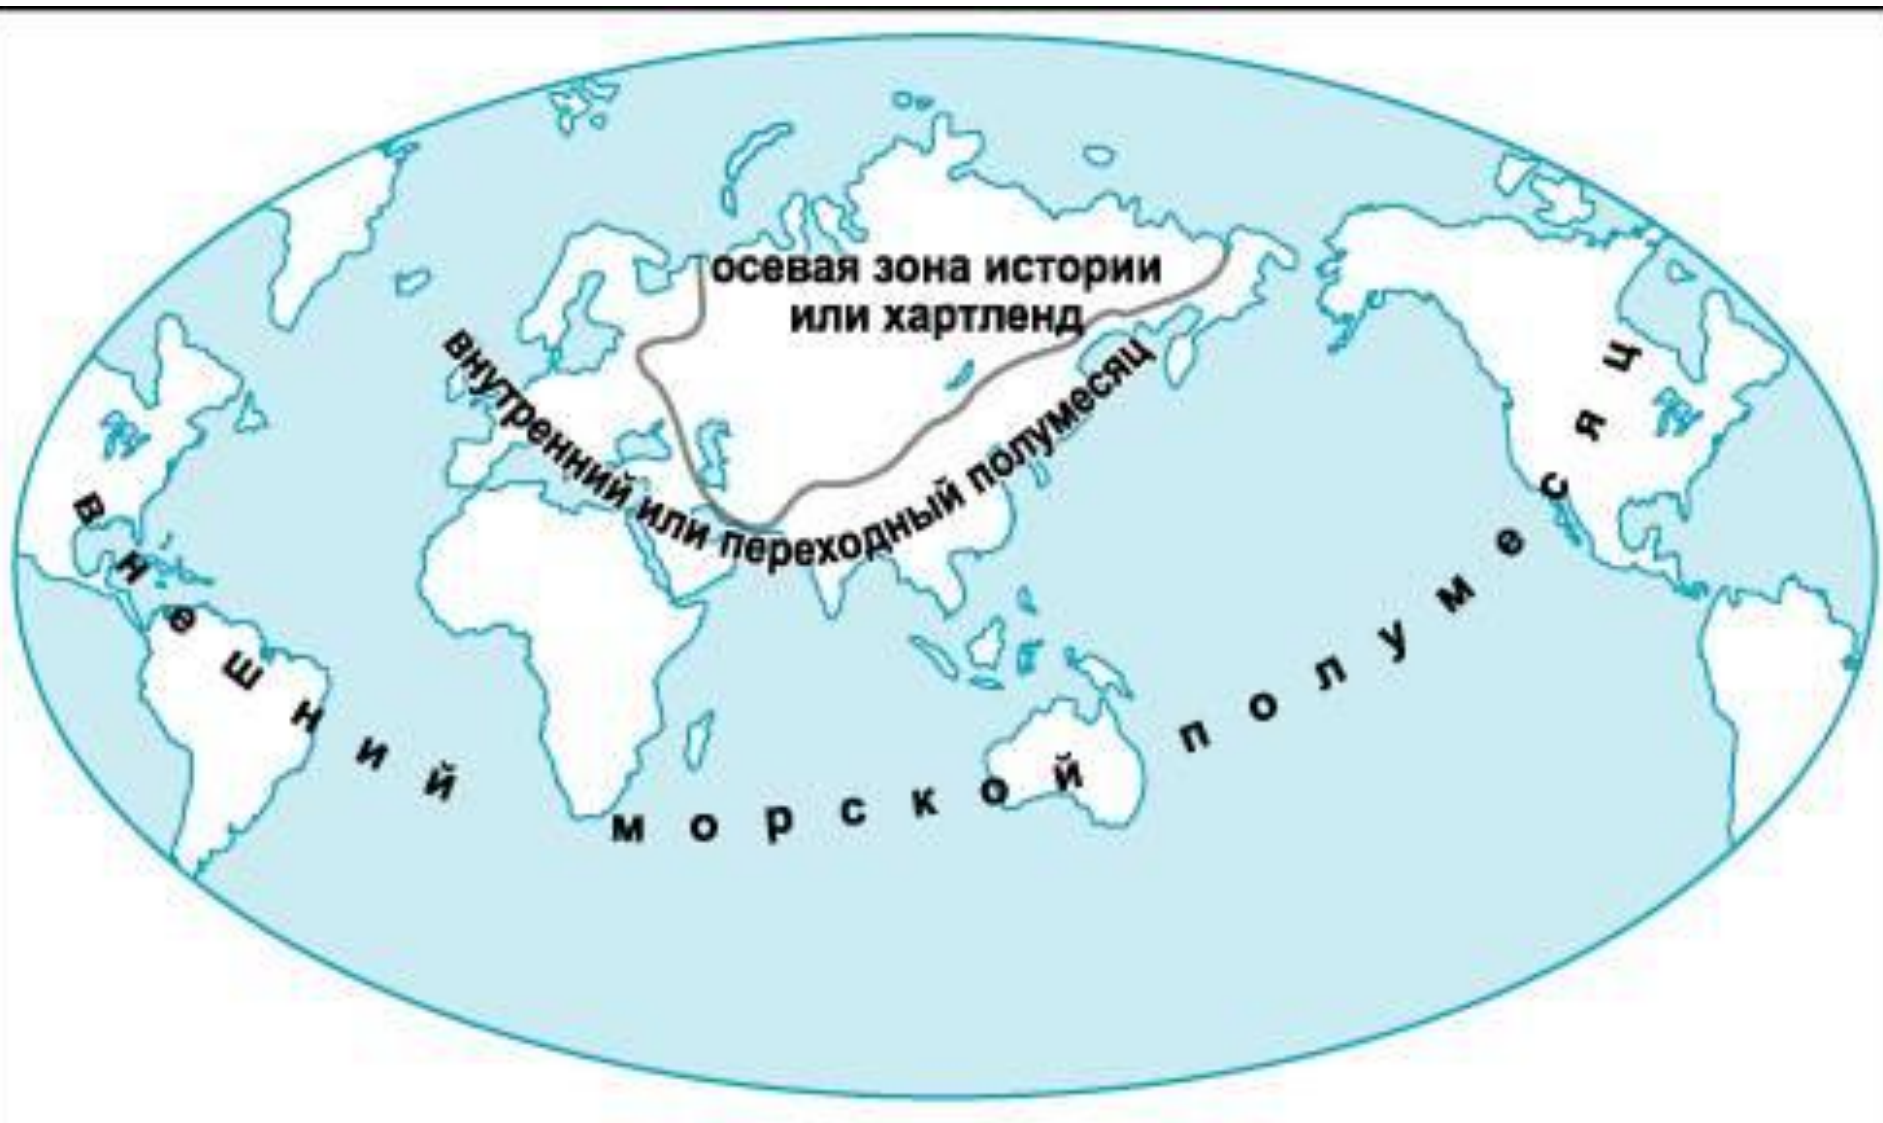 осевая зона истории
или хартленд
внутренний или переходный полумесяц
внешний морской полумесяц